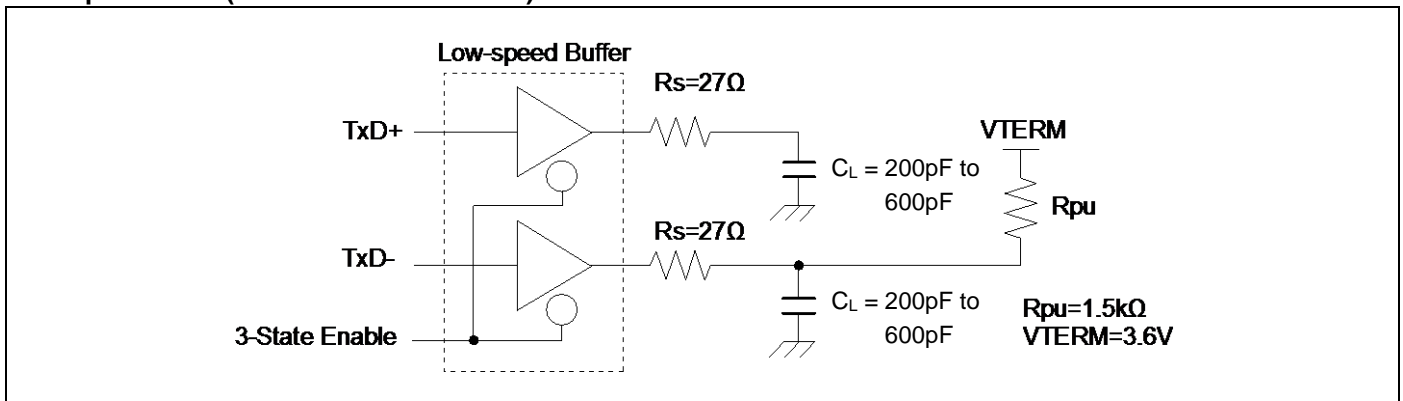 Low-speed Buffer
Rs=27Ω
TxD+
VTERM
CL = 200pF to
600pF
Rpu
Rs=27Ω
TxD-
CL = 200pF to
600pF
Rpu=1.5kΩ
VTERM=3.6V
3-State Enable